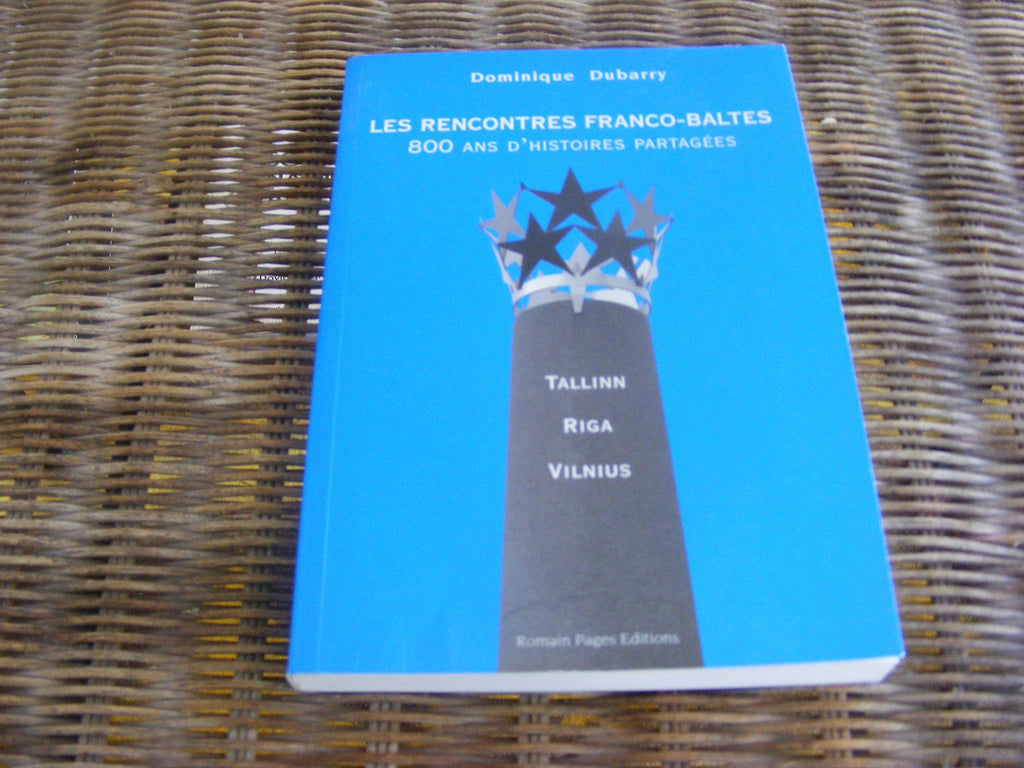 Dominique Dubarry
LES RENCONTRES FRANCO-BALTES
800 ANS D'HISTOIRES PARTAGÉES
TALLINN
RIGA
VILNIUS
Romain Pages Editions